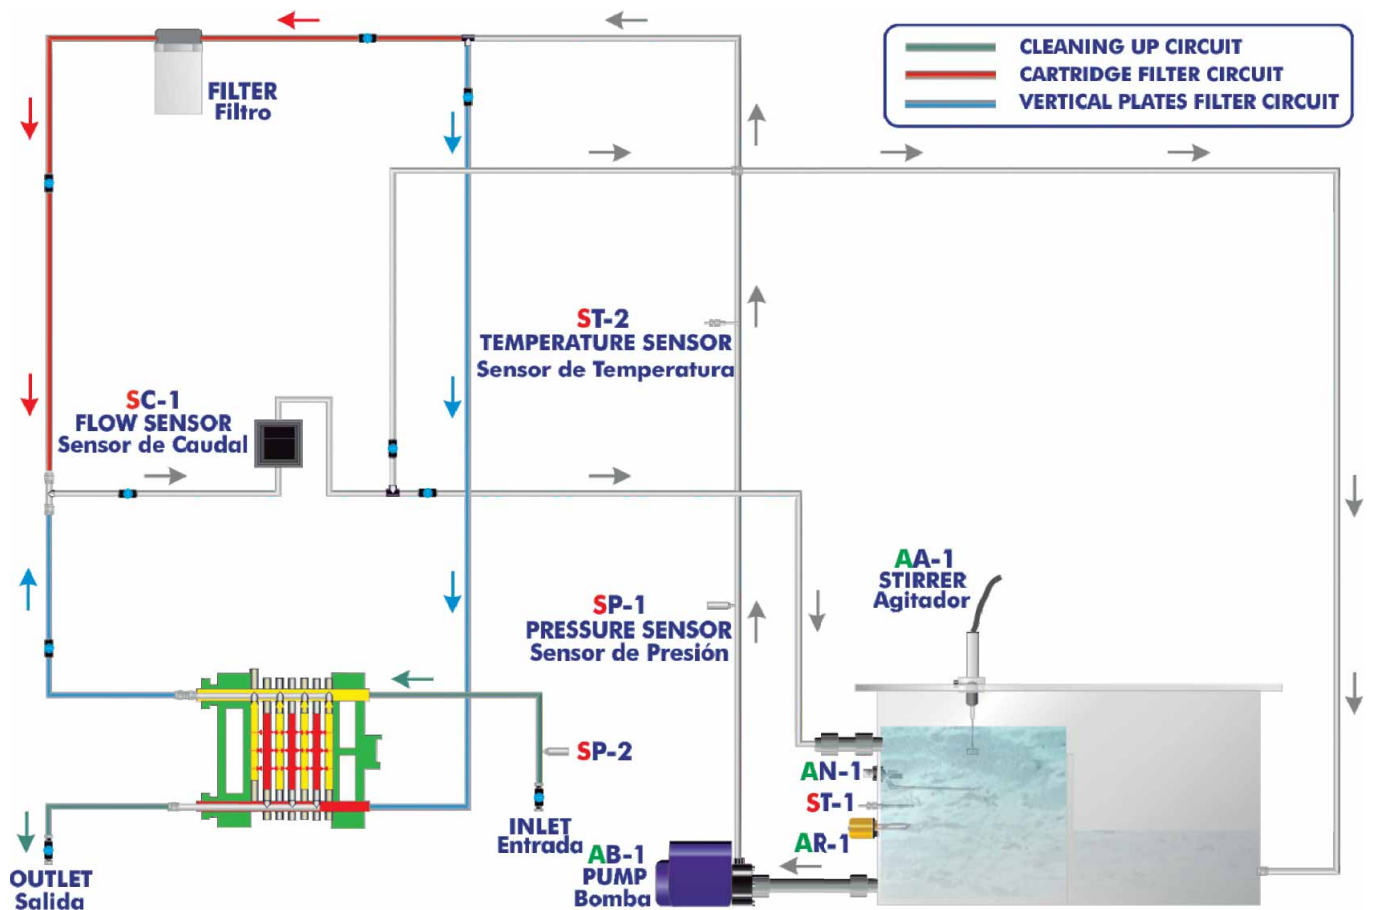 CLEANING UP CIRCUIT
CARTRIDGE FILTER CIRCUIT
VERTICAL PLATES FILTER CIRCUIT
FILTER
Filtro
ST-2
TEMPERATURE SENSOR
Sensor de Temperatura
SC-1
FLOW SENSOR
Sensor de Caudal
AA-1
STIRRER
Agitador
SP-1
PRESSURE SENSOR
Sensor de Presión
SP-2
AN-1
ST-1
AR-1
INLET
Entrada
AB-1
PUMP
Bomba
OUTLET
Salida